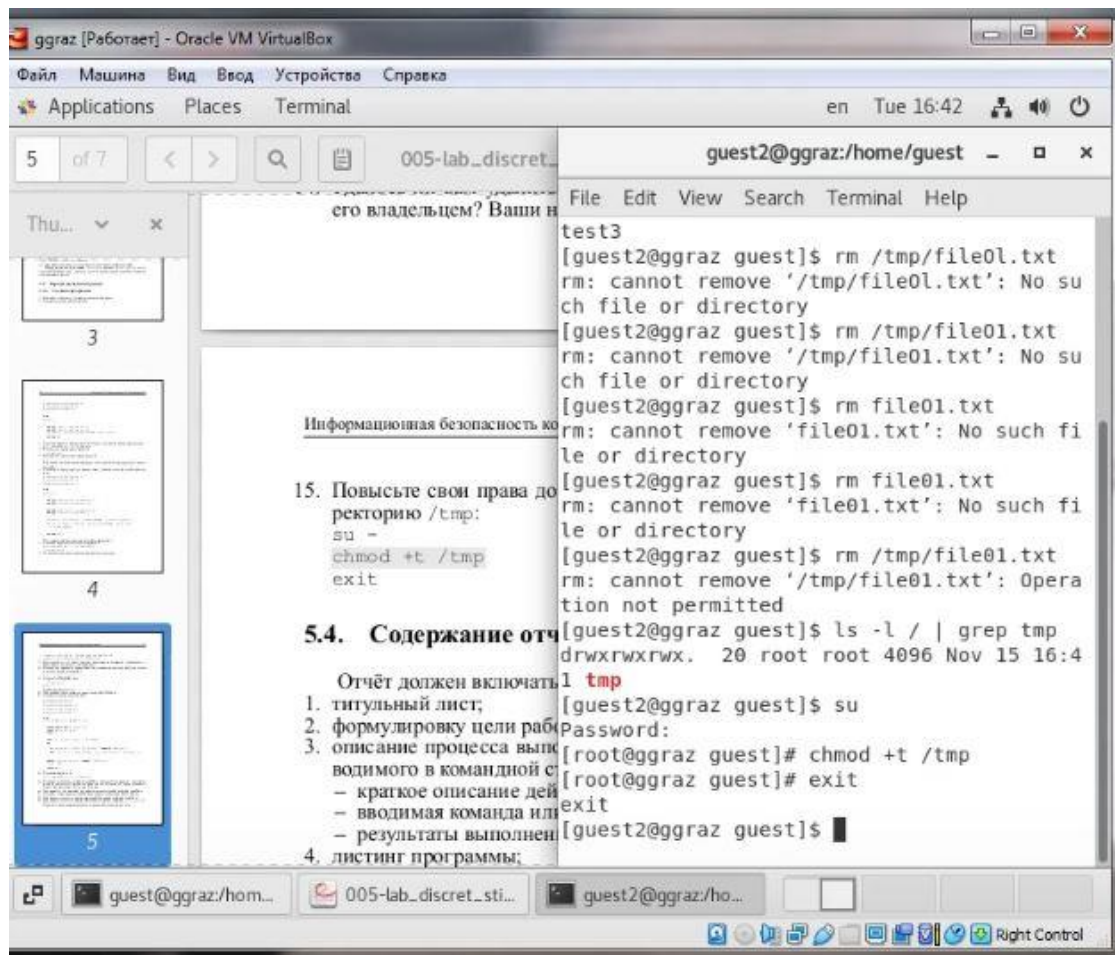 ggraz [Работает] - Oracle VM VirtualBox
Файл Машина Вид Ввод Устройства Справка
Applications Places Terminal en Tue 16:42
5 of 7 005-lab_discret_
Thu...
3
4
5
его владельцем? Ваши н
Информационная безопасность ко
15. Повысьте свои права до
ректорию /tmp:
su -
chmod +t /tmp
exit
5.4. Содержание отч
Отчёт должен включать
1. титульный лист;
2. формулировку цели рабо
3. описание процесса выпо
водимого в командной с
– краткое описание дей
– вводимая команда или
– результаты выполнен
4. листинг программы;
guest2@ggraz:/home/guest
File Edit View Search Terminal Help
test3
[guest2@ggraz guest]$ rm /tmp/fileOl.txt
rm: cannot remove ‘/tmp/fileOl.txt’: No su
ch file or directory
[guest2@ggraz guest]$ rm /tmp/fileO1.txt
rm: cannot remove ‘/tmp/fileO1.txt’: No su
ch file or directory
[guest2@ggraz guest]$ rm fileO1.txt
rm: cannot remove ‘fileO1.txt’: No such fi
le or directory
[guest2@ggraz guest]$ rm file01.txt
rm: cannot remove ‘file01.txt’: No such fi
le or directory
[guest2@ggraz guest]$ rm /tmp/file01.txt
rm: cannot remove ‘/tmp/file01.txt’: Opera
tion not permitted
[guest2@ggraz guest]$ ls -l / | grep tmp
drwxrwxrwx. 20 root root 4096 Nov 15 16:4
1 tmp
[guest2@ggraz guest]$ su
Password:
[root@ggraz guest]# chmod +t /tmp
[root@ggraz guest]# exit
exit
[guest2@ggraz guest]$
guest@ggraz:/hom... 005-lab_discret_sti... guest2@ggraz:/ho...
Right Control